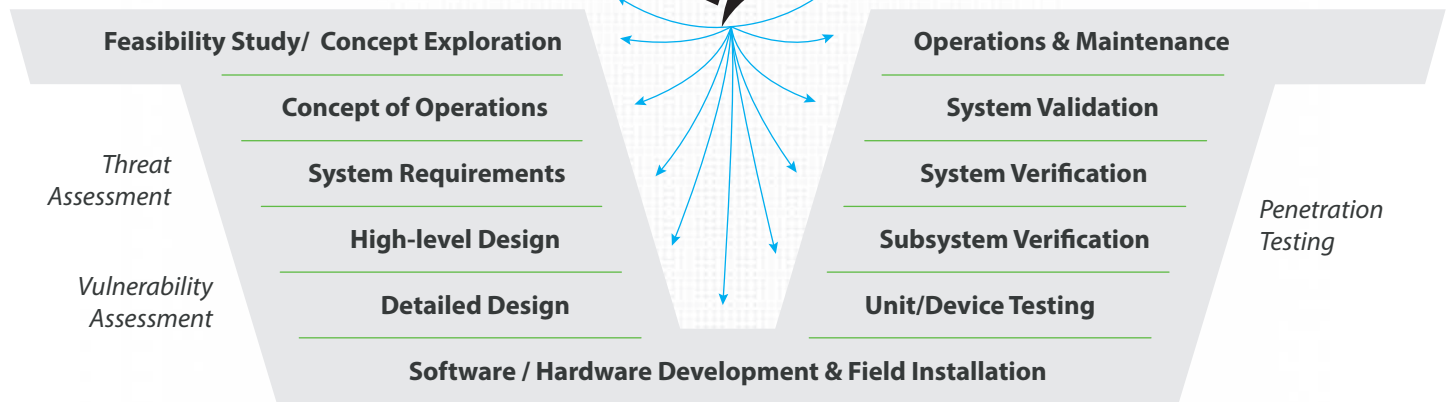 Feasibility Study/ Concept Exploration
Concept of Operations
System Requirements
High-level Design
Detailed Design
Threat
Assessment
Vulnerability
Assessment
Software / Hardware Development & Field Installation
Operations & Maintenance
System Validation
System Verification
Subsystem Verification
Unit/Device Testing
Penetration
Testing